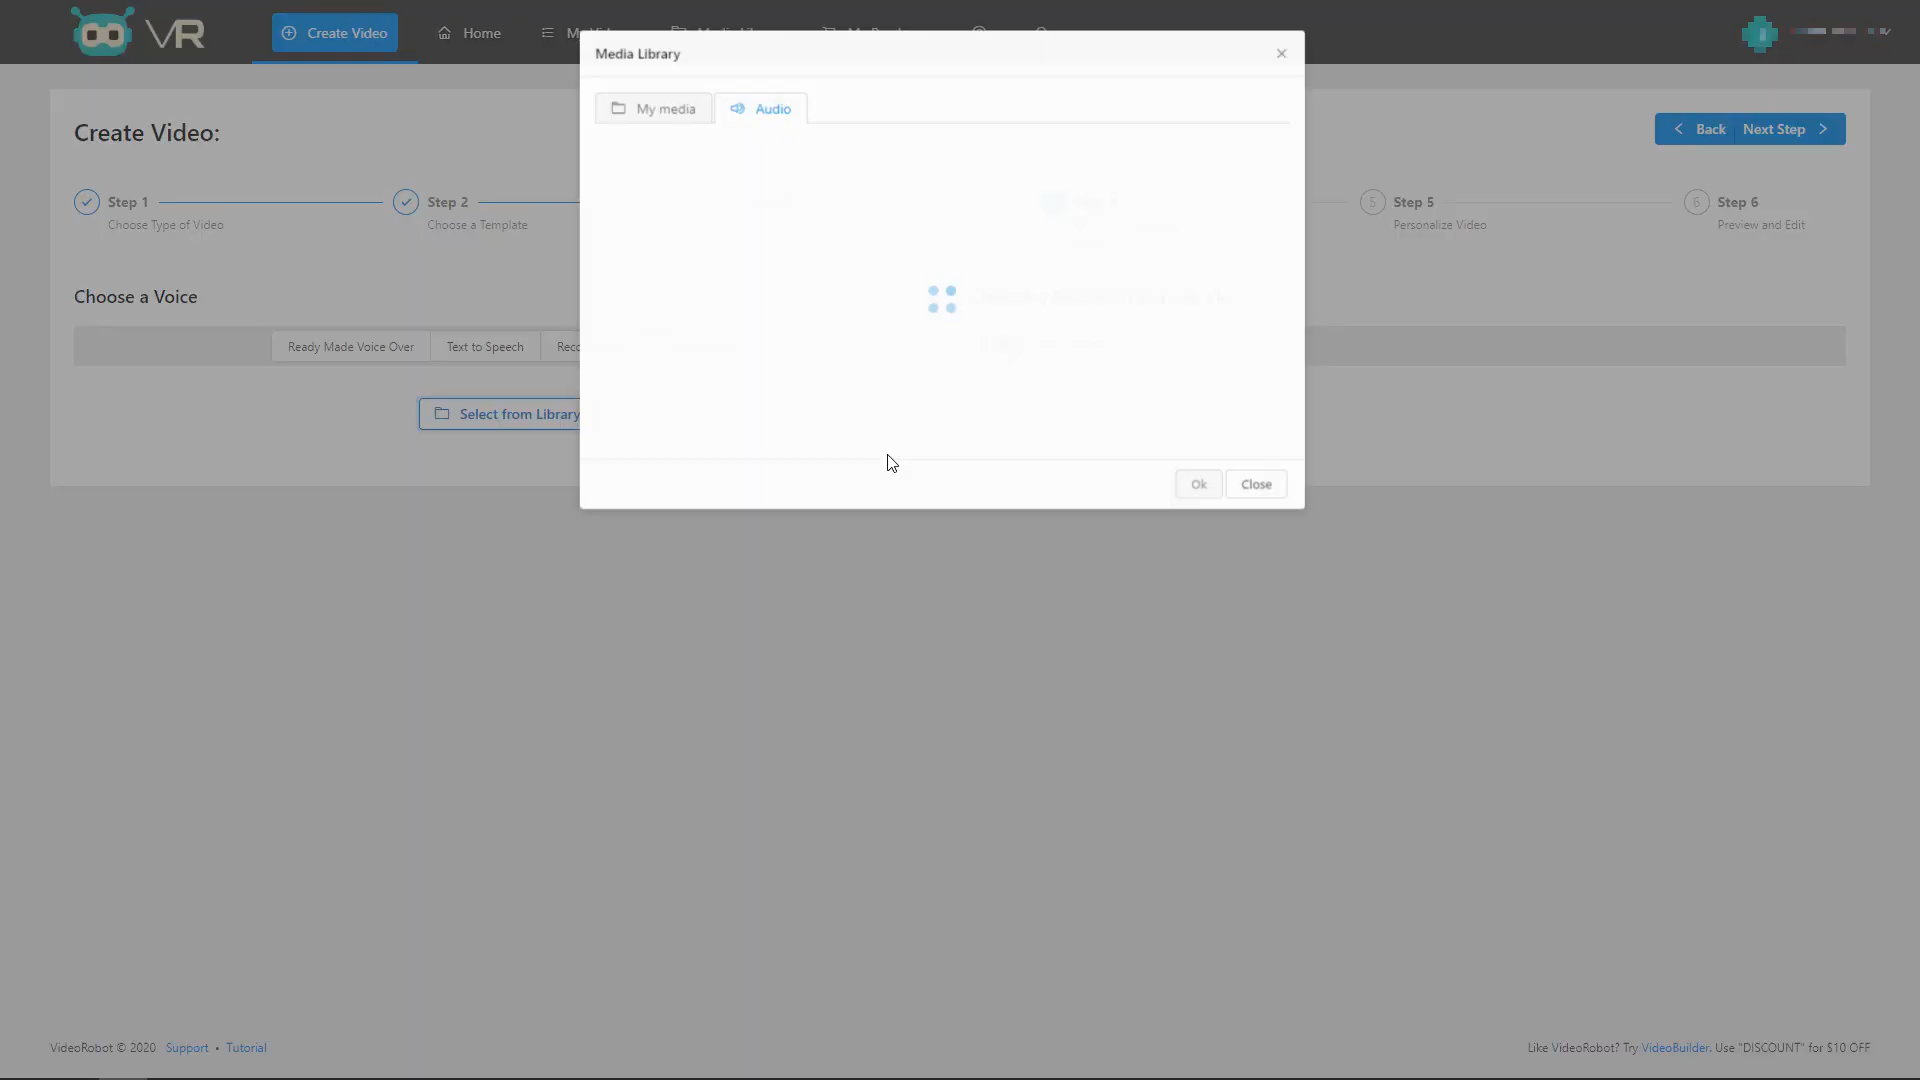 VR
Create Video
Home
Media Library
My media
Audio
Create Video:
Back
Next Step
Step 1
Choose Type of Video
Step 2
Choose a Template
5
Step 5
Personalize Video
6
Step 6
Preview and Edit
Choose a Voice
Ready Made Voice Over
Text to Speech
Select from Library
Ok
Close
VideoRobot © 2020 Support • Tutorial
Like VideoRobot? Try VideoBuilder. Use "DISCOUNT" for $10 OFF